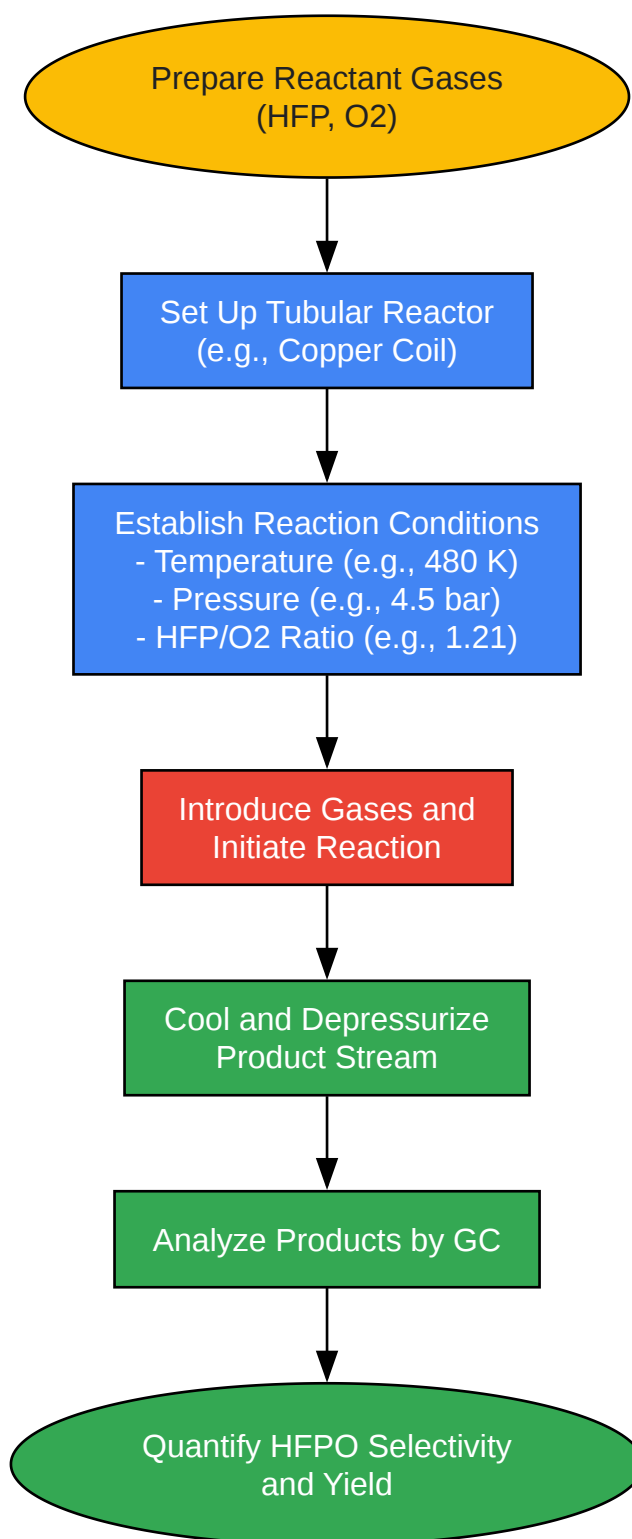 Prepare Reactant Gases
(HFP, O2)
Set Up Tubular Reactor
(e.g., Copper Coil)
Establish Reaction Conditions
- Temperature (e.g., 480 K)
- Pressure (e.g., 4.5 bar)
- HFP/O2 Ratio (e.g., 1.21)
Introduce Gases and
Initiate Reaction
Cool and Depressurize
Product Stream
Analyze Products by GC
Quantify HFPO Selectivity
and Yield